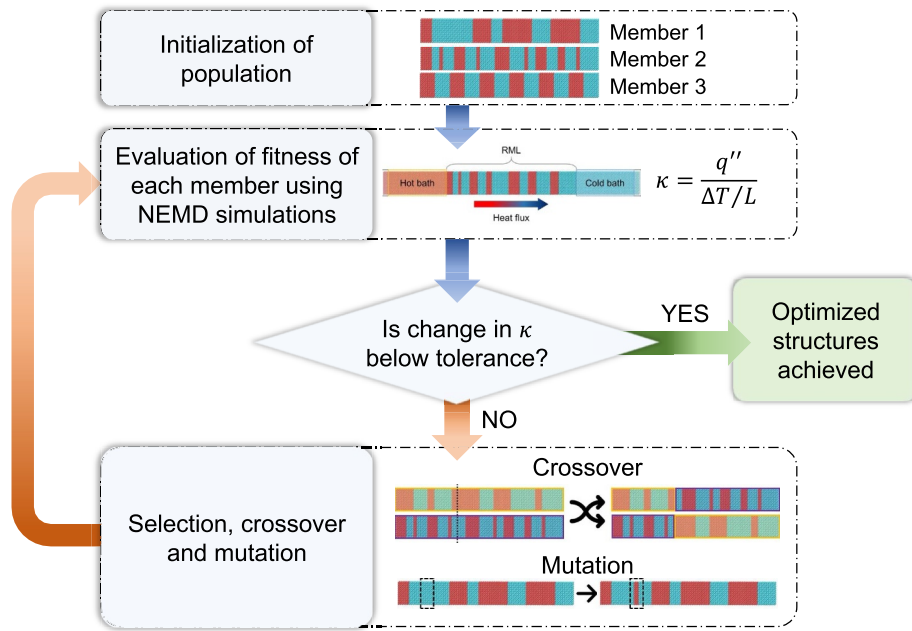 Initialization of
population
Member 1
Member 2
Member 3
Evaluation of fitness of
each member using
NEMD simulations
RML
Hot bath
Cold bath
Heat flux
κ = q′′ / ΔT/L
Is change in κ
below tolerance?
YES
Optimized
structures
achieved
NO
Selection, crossover
and mutation
Crossover
Mutation